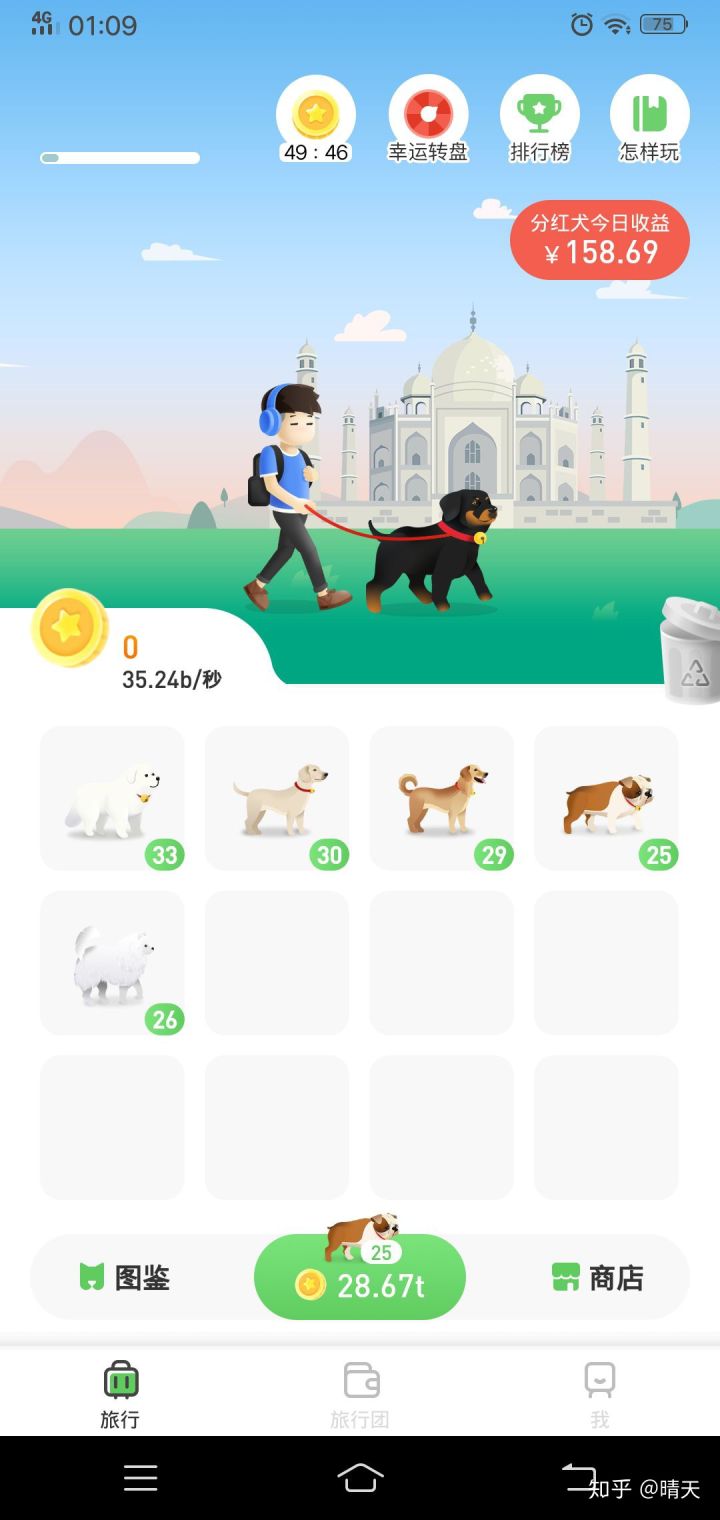 4G
01:09
75
49 : 46
幸运转盘
排行榜
怎样玩
分红犬今日收益
¥158.69
0
35.24b/秒
33
30
29
25
26
25
28.67t
图鉴
商店
旅行
旅行团
我
知乎 @晴天